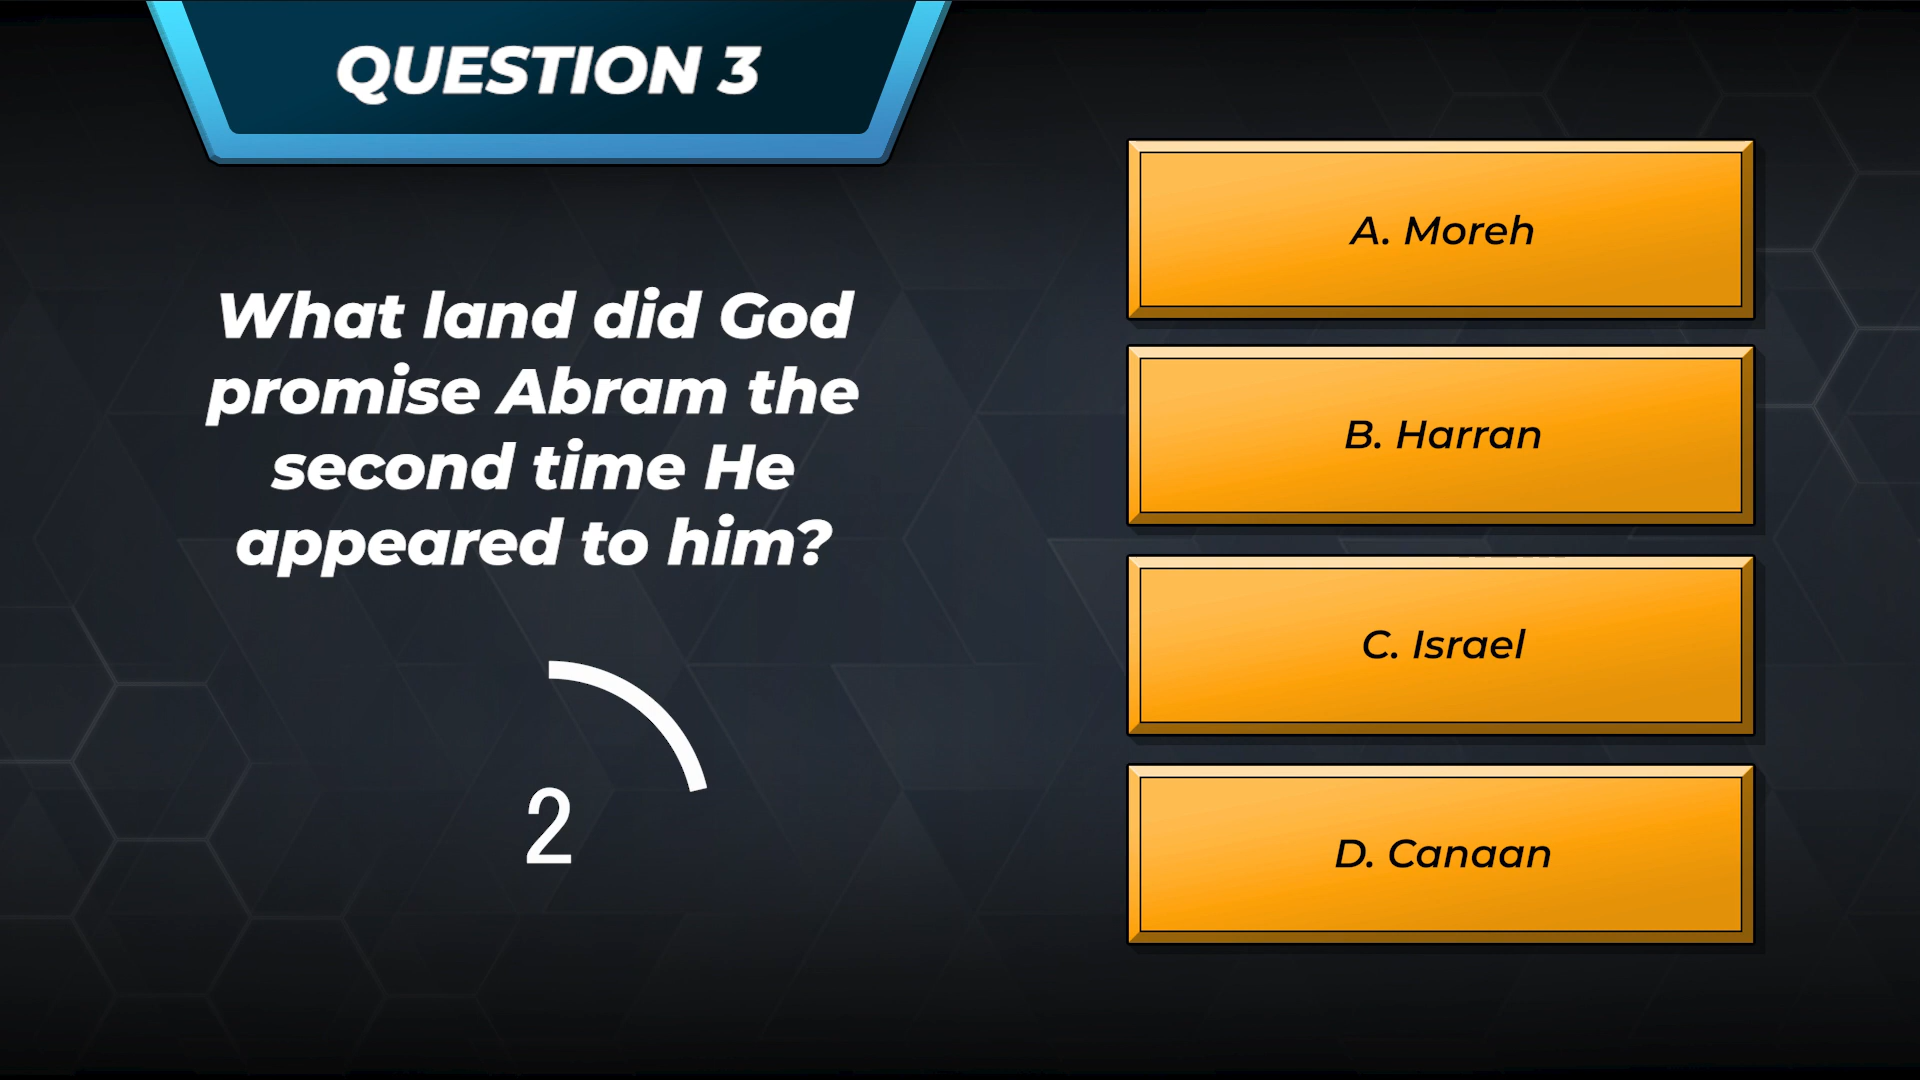 QUESTION 3
What land did God
promise Abram the
second time He
appeared to him?
2
A. Moreh
B. Harran
C. Israel
D. Canaan